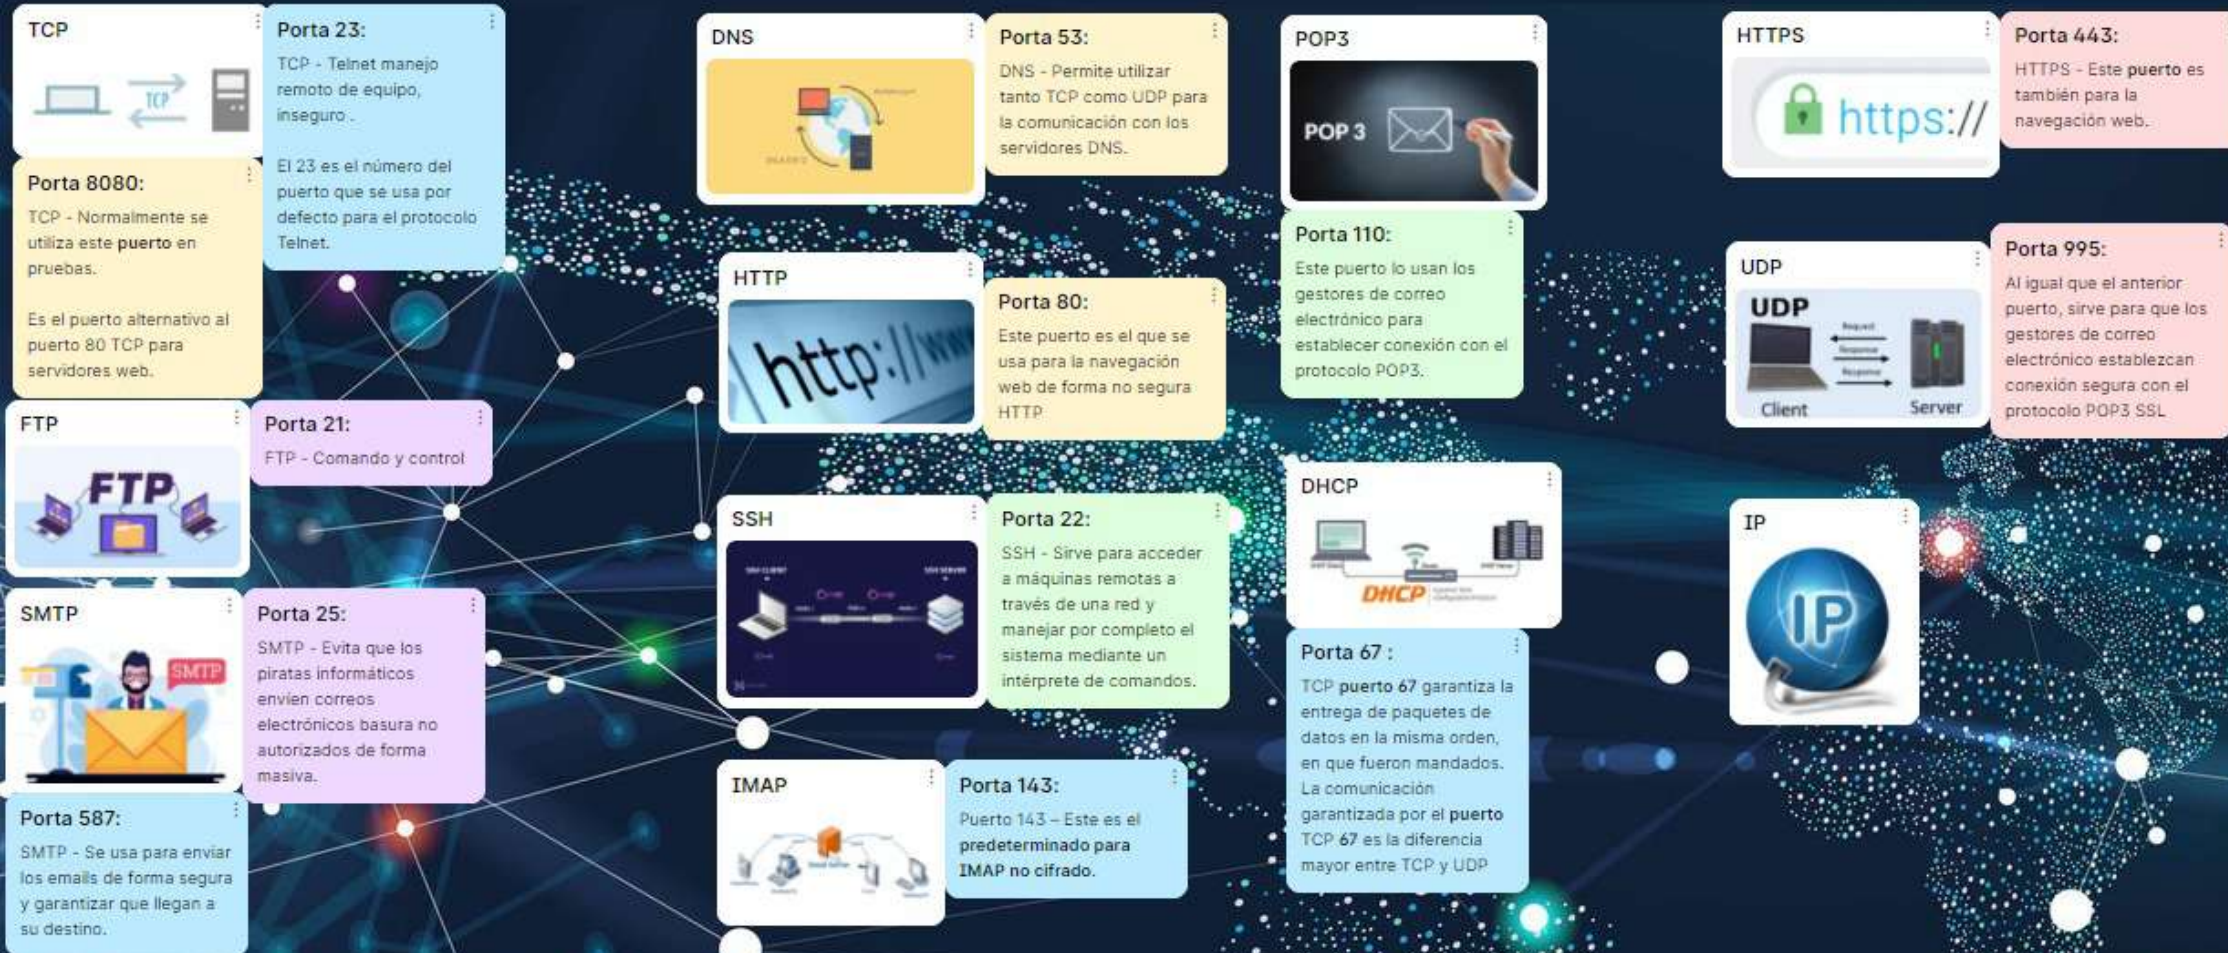 TCP
TCP
Porta 23:
TCP - Telnet manejo
remoto de equipo,
inseguro .
El 23 es el número del
puerto que se usa por
defecto para el protocolo
Telnet.
Porta 8080:
TCP - Normalmente se
utiliza este puerto en
pruebas.
Es el puerto alternativo al
puerto 80 TCP para
servidores web.
FTP
FTP
Porta 21:
FTP - Comando y control
SMTP
SMTP
Porta 25:
SMTP - Evita que los
piratas informáticos
envíen correos
electrónicos basura no
autorizados de forma
masiva.
Porta 587:
SMTP - Se usa para enviar
los emails de forma segura
y garantizar que llegan a
su destino.
DNS
Porta 53:
DNS - Permite utilizar
tanto TCP como UDP para
la comunicación con los
servidores DNS.
HTTP
http://www
Porta 80:
Este puerto es el que se
usa para la navegación
web de forma no segura
HTTP
SSH
SSH CLIENT
SSH SERVER
Porta 22:
SSH - Sirve para acceder
a máquinas remotas a
través de una red y
manejar por completo el
sistema mediante un
intérprete de comandos.
IMAP
Porta 143:
Puerto 143 – Este es el
predeterminado para
IMAP no cifrado.
POP3
POP 3
Porta 110:
Este puerto lo usan los
gestores de correo
electrónico para
establecer conexión con el
protocolo POP3.
DHCP
DHCP
Porta 67 :
TCP puerto 67 garantiza la
entrega de paquetes de
datos en la misma orden,
en que fueron mandados.
La comunicación
garantizada por el puerto
TCP 67 es la diferencia
mayor entre TCP y UDP
HTTPS
https://
Porta 443:
HTTPS - Este puerto es
también para la
navegación web.
UDP
UDP
Request
Response
Response
Client
Server
Porta 995:
Al igual que el anterior
puerto, sirve para que los
gestores de correo
electrónico establezcan
conexión segura con el
protocolo POP3 SSL
IP
IP